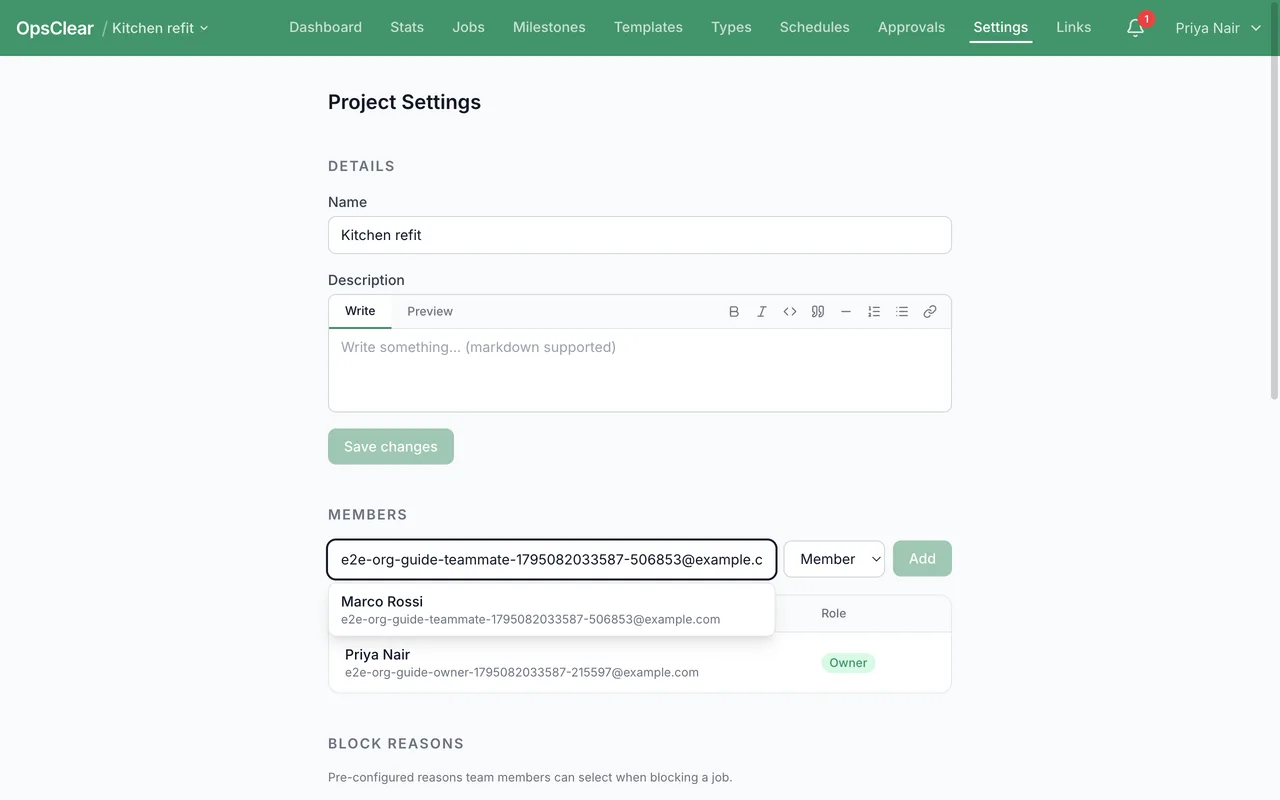 OpsClear / Kitchen refit Dashboard Stats Jobs Milestones Templates Types Schedules Approvals Settings Links 1 Priya Nair
Project Settings
DETAILS
Name
Kitchen refit
Description
Write Preview
Write something... (markdown supported)
Save changes
MEMBERS
e2e-org-guide-teammate-1795082033587-506853@example.c Member Add
Marco Rossi
e2e-org-guide-teammate-1795082033587-506853@example.com
Role
Priya Nair
e2e-org-guide-owner-1795082033587-215597@example.com
Owner
BLOCK REASONS
Pre-configured reasons team members can select when blocking a job.